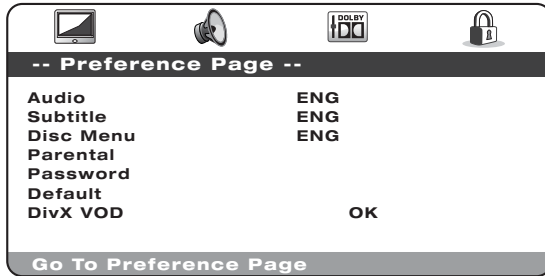 DOLBY
-- Preference Page --
Audio ENG
Subtitle ENG
Disc Menu ENG
Parental
Password
Default
DivX VOD OK
Go To Preference Page